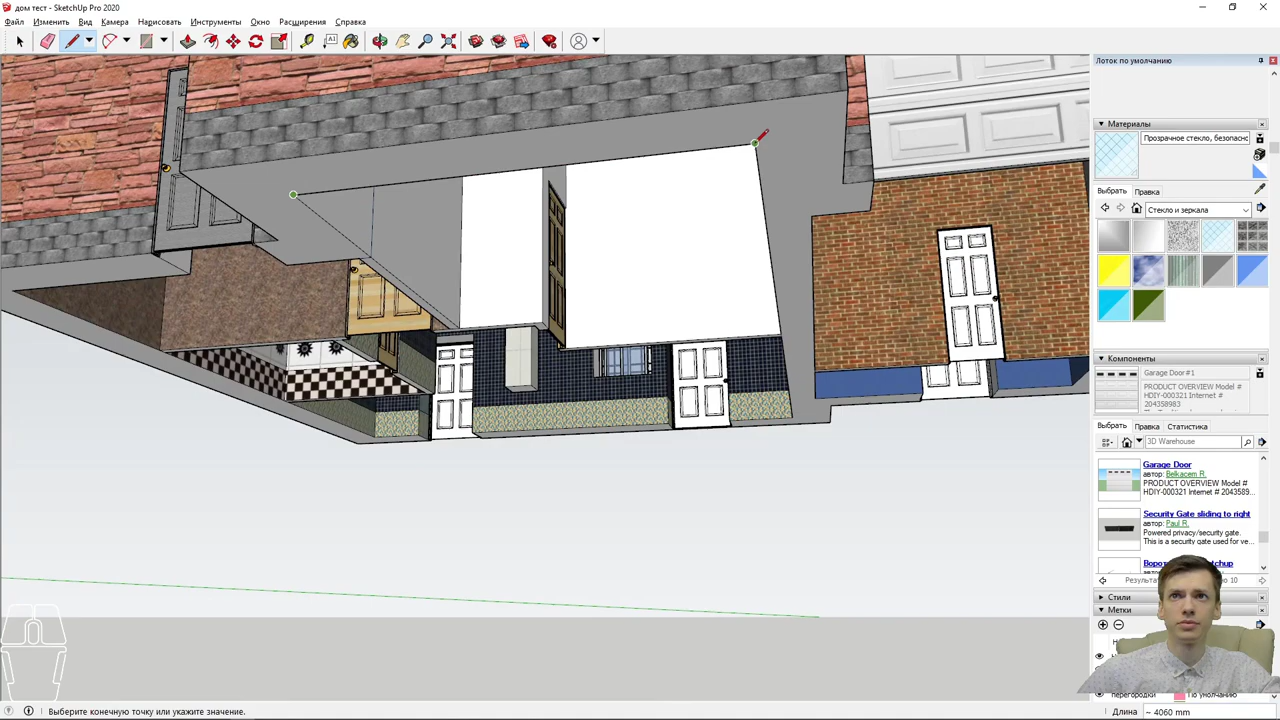 дом тест - SketchUp Pro 2020
Файл Изменить Вид Камера Нарисовать Инструменты Окно Расширения Справка
A1
Лоток по умолчанию
Материалы
Прозрачное стекло, безопасно
Выбрать Правка
Стекло и зеркала
Компоненты
Garage Door#1
PRODUCT OVERVIEW Model #
HDIY-000321 Internet #
204358983
Выбрать Правка Статистика
3D Warehouse
Garage Door
автор: Belkacem R.
PRODUCT OVERVIEW Model #
HDIY-000321 Internet # 2043589...
Security Gate sliding to right
автор: Paul R.
Powered privacy/security gate.
This is a security gate used for ve...
Стили
Метки
перегородки По умолчанию
Выберите конечную точку или укажите значение.
Длина ~ 4060 mm